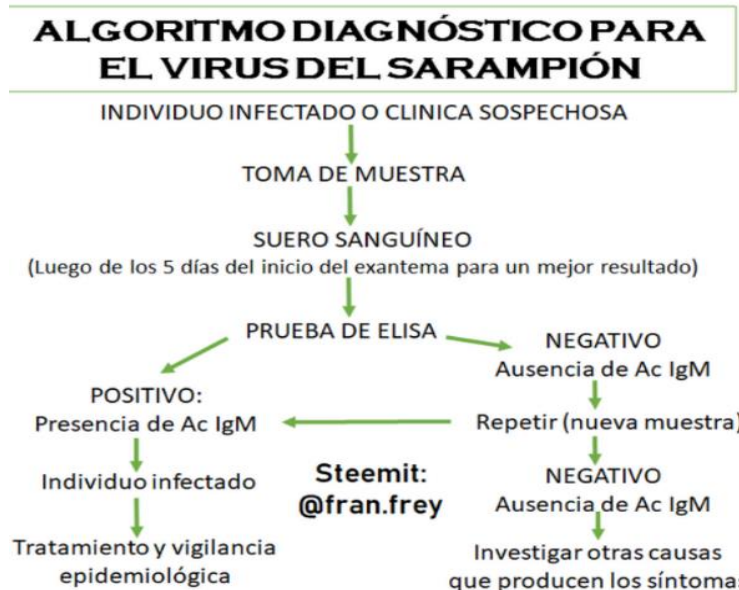 ALGORITMO DIAGNÓSTICO PARA
EL VIRUS DEL SARAMPIÓN
INDIVIDUO INFECTADO O CLINICA SOSPECHOSA
TOMA DE MUESTRA
SUERO SANGUÍNEO
(Luego de los 5 días del inicio del exantema para un mejor resultado)
PRUEBA DE ELISA
NEGATIVO
Ausencia de Ac IgM
POSITIVO:
Presencia de Ac IgM
Repetir (nueva muestra)
Individuo infectado
Steemit:
@fran.frey
NEGATIVO
Ausencia de Ac IgM
Tratamiento y vigilancia
epidemiológica
Investigar otras causas
que producen los síntomas